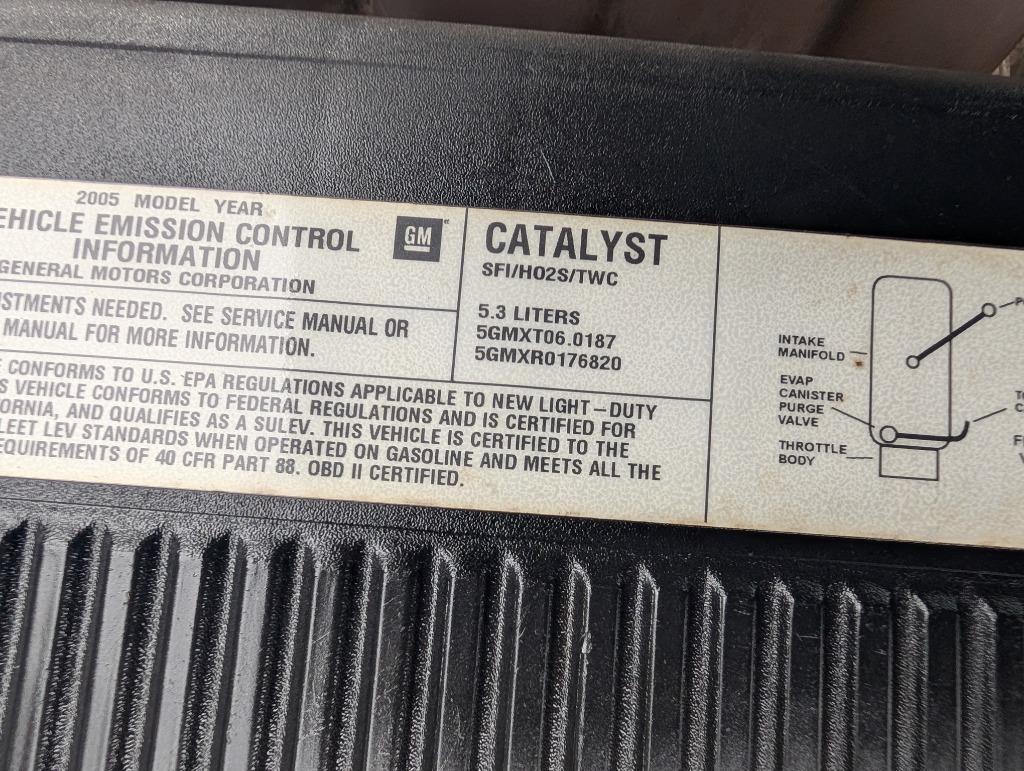 2005 MODEL YEAR
EHICLE EMISSION CONTROL
INFORMATION
GENERAL MOTORS CORPORATION
GM
STMENTS NEEDED. SEE SERVICE MANUAL OR
MANUAL FOR MORE INFORMATION.
CATALYST
SFI/HO2S/TWC
5.3 LITERS
5GMXT06.0187
5GMXR0176820
CONFORMS TO U.S. EPA REGULATIONS APPLICABLE TO NEW LIGHT-DUTY
S VEHICLE CONFORMS TO FEDERAL REGULATIONS AND IS CERTIFIED FOR
FORNIA, AND QUALIFIES AS A SULEV. THIS VEHICLE IS CERTIFIED TO THE
LEET LEV STANDARDS WHEN OPERATED ON GASOLINE AND MEETS ALL THE
EQUIREMENTS OF 40 CFR PART 88. OBD II CERTIFIED.
INTAKE
MANIFOLD
EVAP
CANISTER
PURGE
VALVE
THROTTLE
BODY